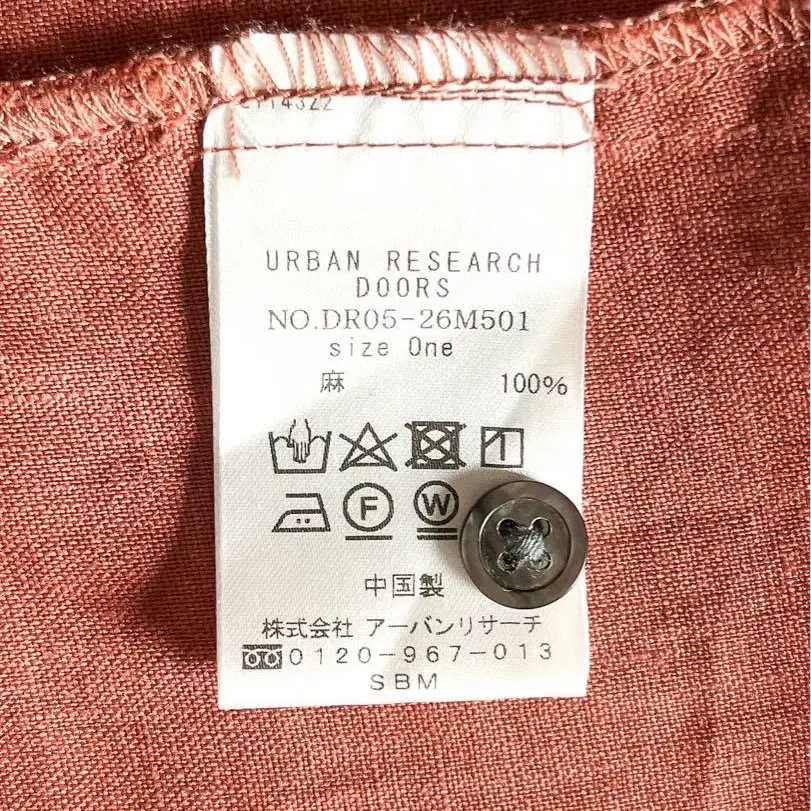 URBAN RESEARCH
DOORS
NO.DR05-26M501
size One
麻 100%
F W
中国製
株式会社 アーバンリサーチ
0120-967-013
SBM